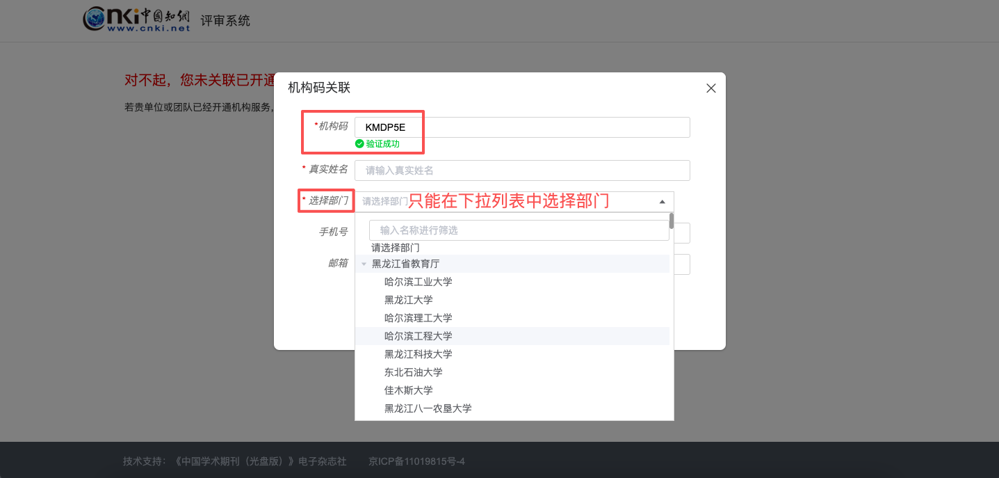 CNKI中国知网
www.cnki.net
评审系统
对不起，您未关联已开通
若贵单位或团队已经开通机构服务，
机构码关联
*机构码
KMDP5E
验证成功
* 真实姓名
请输入真实姓名
* 选择部门
请选择部门
只能在下拉列表中选择部门
输入名称进行筛选
手机号
请选择部门
邮箱
黑龙江省教育厅
哈尔滨工业大学
黑龙江大学
哈尔滨理工大学
哈尔滨工程大学
黑龙江科技大学
东北石油大学
佳木斯大学
黑龙江八一农垦大学
技术支持：《中国学术期刊（光盘版）》电子杂志社
京ICP备11019815号-4